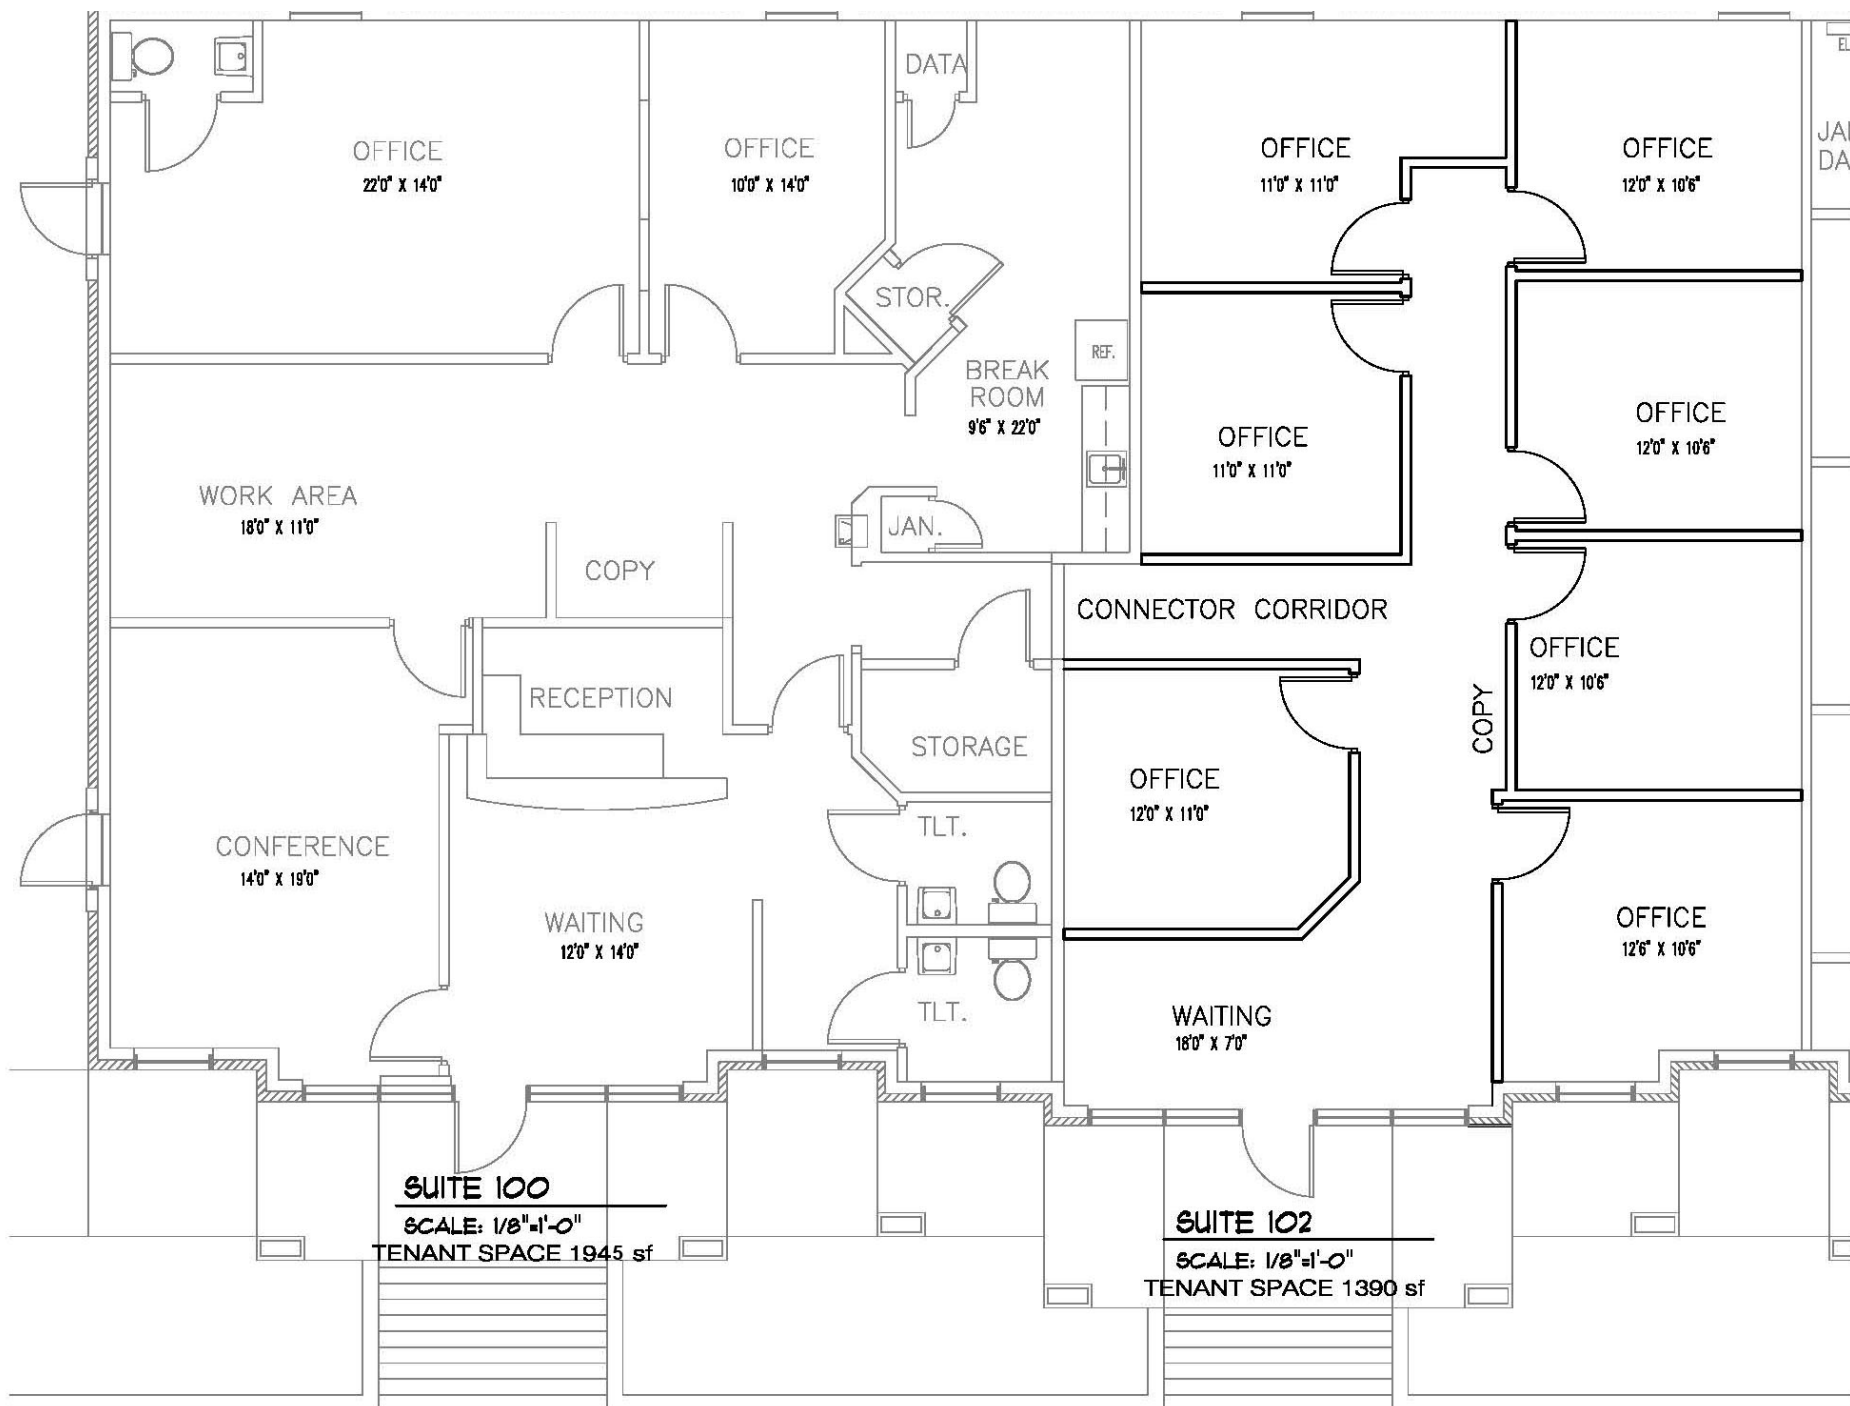 DATA
EL
OFFICE
22'0" X 14'0"
OFFICE
10'0" X 14'0"
OFFICE
11'0" X 11'0"
OFFICE
12'0" X 10'6"
STOR.
REF.
BREAK
ROOM
9'6" X 22'0"
OFFICE
11'0" X 11'0"
OFFICE
12'0" X 10'6"
WORK AREA
18'0" X 11'0"
JAN.
COPY
CONNECTOR CORRIDOR
OFFICE
12'0" X 10'6"
RECEPTION
COPY
STORAGE
OFFICE
12'0" X 11'0"
TLT.
CONFERENCE
14'0" X 19'0"
WAITING
12'0" X 14'0"
OFFICE
12'6" X 10'6"
TLT.
WAITING
18'0" X 7'0"
SUITE 100
SCALE: 1/8"=1'-0"
TENANT SPACE 1945 sf
SUITE 102
SCALE: 1/8"=1'-0"
TENANT SPACE 1390 sf